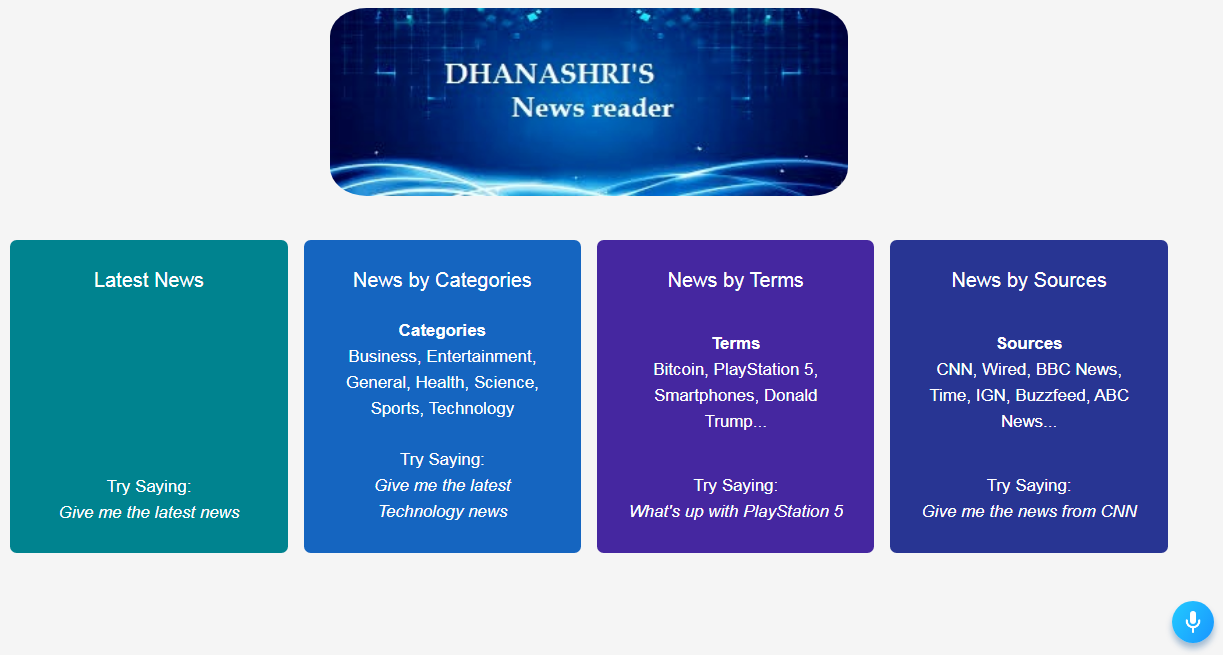 DHANASHRI'S
News reader
Latest News
Try Saying:
Give me the latest news
News by Categories
Categories
Business, Entertainment,
General, Health, Science,
Sports, Technology
Try Saying:
Give me the latest
Technology news
News by Terms
Terms
Bitcoin, PlayStation 5,
Smartphones, Donald
Trump...
Try Saying:
What's up with PlayStation 5
News by Sources
Sources
CNN, Wired, BBC News,
Time, IGN, Buzzfeed, ABC
News...
Try Saying:
Give me the news from CNN